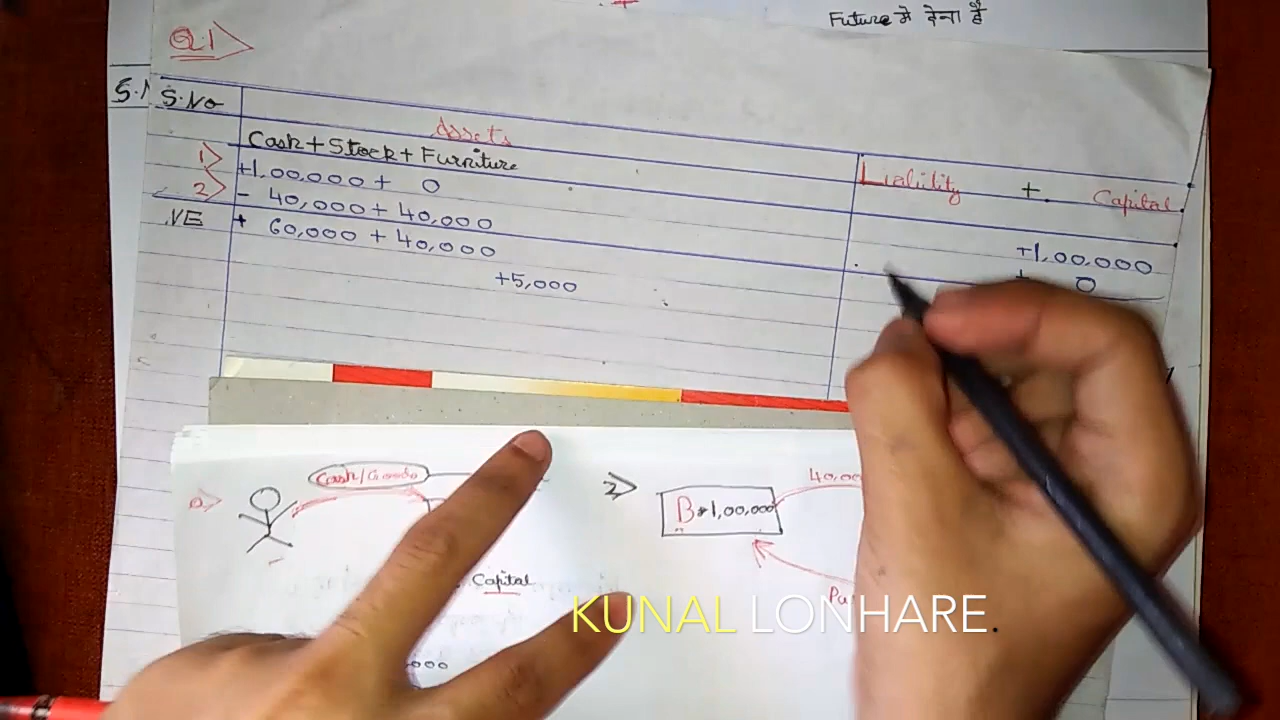 Future मे देना है
Q.1
S.N
S.No
Assets
Liability + Capital
Cash + Stock + Furniture
1 +1,00,000 + 0 +1,00,000
2 - 40,000 + 40,000 + 0
NE + 60,000 + 40,000
+5,000
Cash/Goods
2>
B +1,00,000
40,00
Capital
Pa
,000
KUNAL LONHARE.